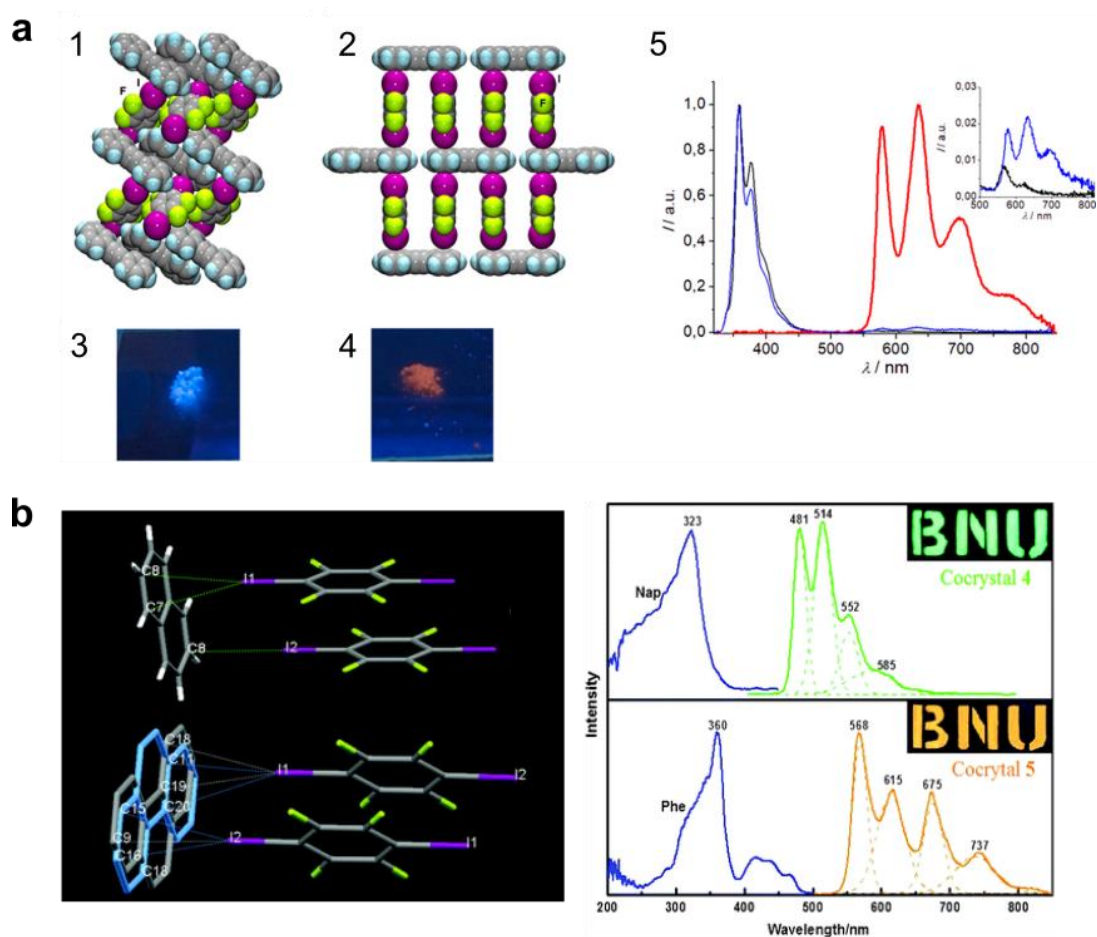 a
1
2
5
I
F
I
F
3
4
1,0
0,8
0,6
0,4
0,2
0,0
I / a.u.
400
500
600
700
800
λ / nm
0,03
0,02
0,01
0,00
I / a.u.
500
600
700
800
λ / nm
b
C8
C7
I1
C8
I2
C18
C11
I1
I2
C19
C15
C20
C9
I2
I1
C16
C18
323
Nap
481
514
552
585
BNU
Cocrystal 4
360
Phe
568
615
675
737
BNU
Cocrytal 5
Intensity
200 300 400 500 600 700 800
Wavelength/nm